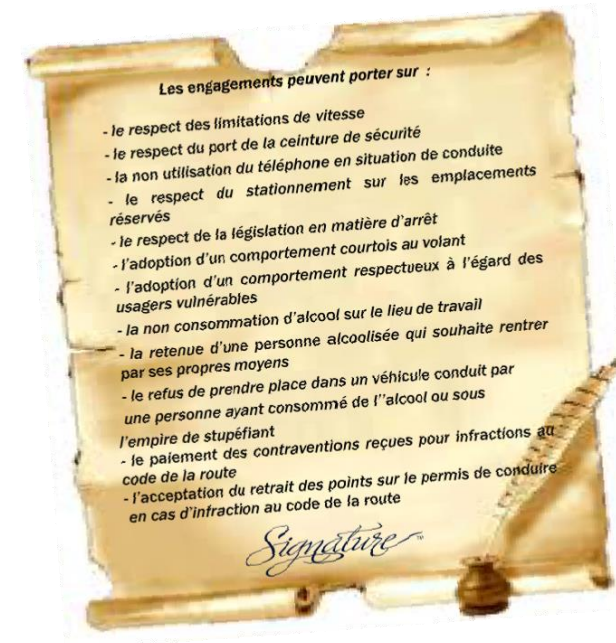 Les engagements peuvent porter sur :
- le respect des limitations de vitesse
- le respect du port de la ceinture de sécurité
- la non utilisation du téléphone en situation de conduite
- le respect du stationnement sur les emplacements
réservés
- le respect de la législation en matière d'arrêt
- l'adoption d'un comportement courtois au volant
- l'adoption d'un comportement respectueux à l'égard des
usagers vulnérables
- la non consommation d'alcool sur le lieu de travail
- la retenue d'une personne alcoolisée qui souhaite rentrer
par ses propres moyens
- le refus de prendre place dans un véhicule conduit par
une personne ayant consommé de l''alcool ou sous
l'empire de stupéfiant
- le paiement des contraventions reçues pour infractions au
code de la route
- l'acceptation du retrait des points sur le permis de conduire
en cas d'infraction au code de la route
Signature